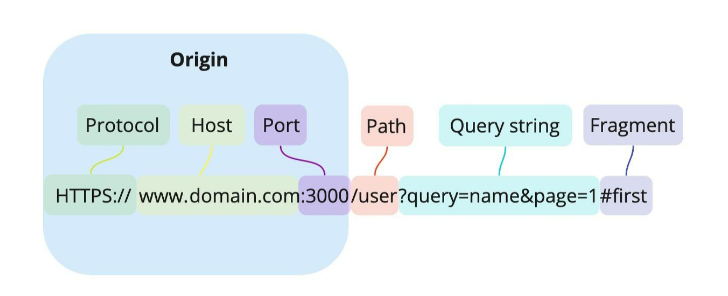 Origin
Protocol Host Port Path Query string Fragment
HTTPS:// www.domain.com:3000/user?query=name&page=1#first